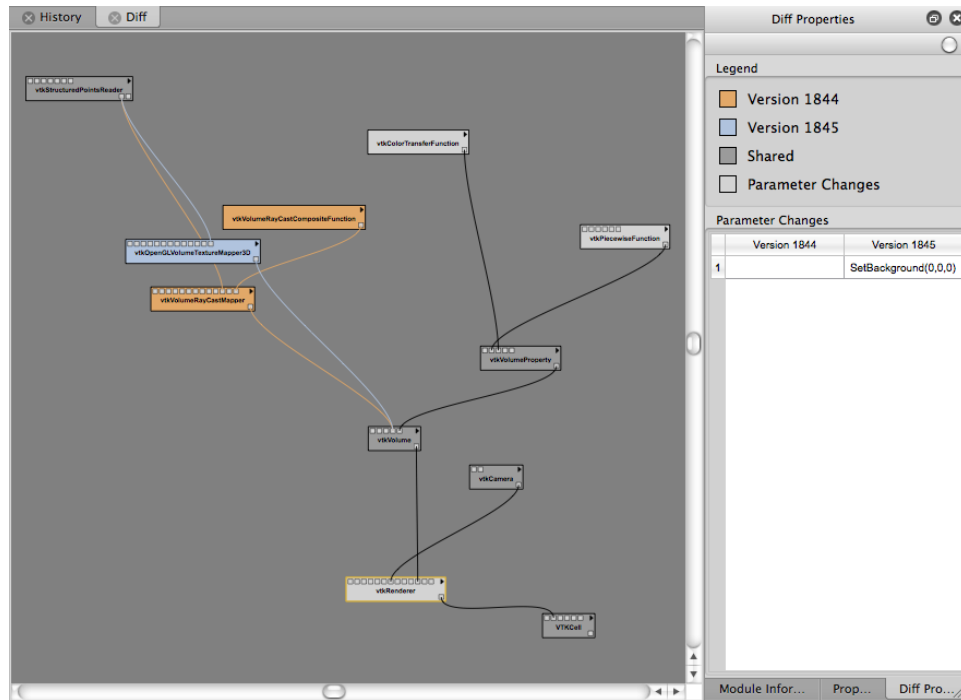 History
Diff
Diff Properties
Legend
Version 1844
Version 1845
Shared
Parameter Changes
Parameter Changes
Version 1844
Version 1845
1
SetBackground(0,0,0)
vtkStructuredPointsReader
vtkColorTransferFunction
vtkVolumeRayCastCompositeFunction
vtkPiecewiseFunction
vtkOpenGLVolumeTextureMapper3D
vtkVolumeRayCastMapper
vtkVolumeProperty
vtkVolume
vtkCamera
vtkRenderer
VTKCell
Module Infor...
Prop...
Diff Pro...